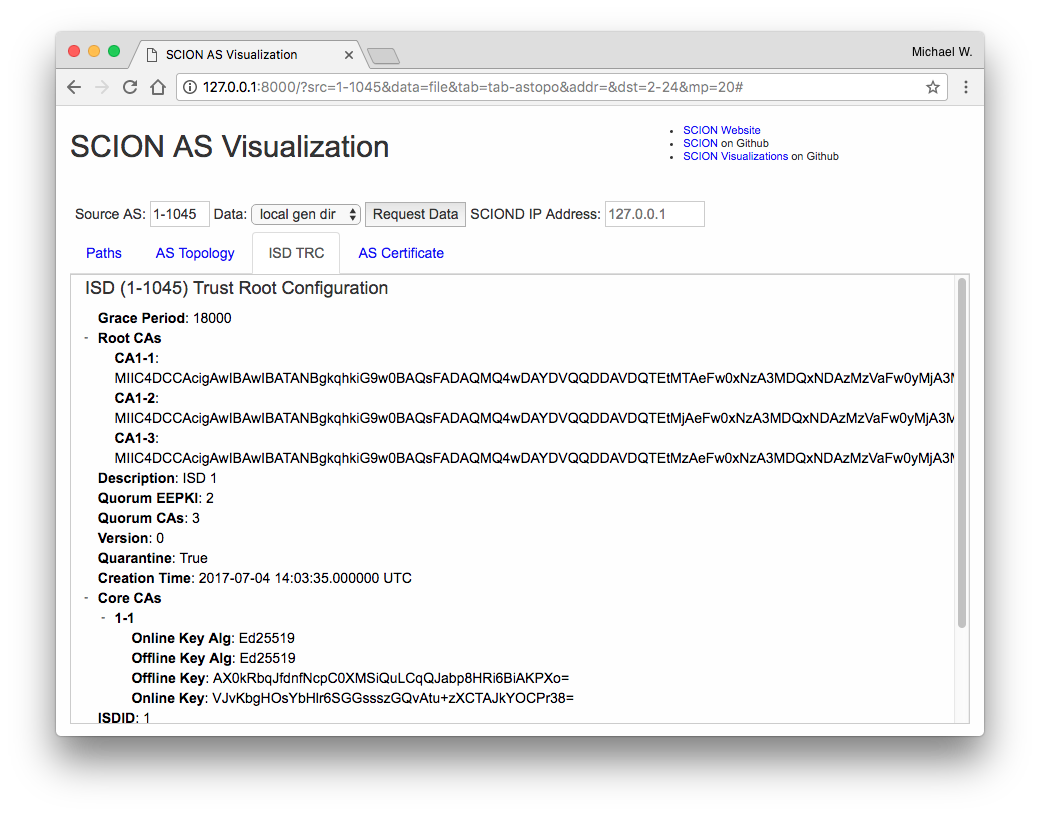 SCION AS Visualization
Michael W.
127.0.0.1:8000/?src=1-1045&data=file&tab=tab-astopo&addr=&dst=2-24&mp=20#
SCION AS Visualization
SCION Website
SCION on Github
SCION Visualizations on Github
Source AS: 1-1045 Data: local gen dir Request Data SCIOND IP Address: 127.0.0.1
Paths AS Topology ISD TRC AS Certificate
ISD (1-1045) Trust Root Configuration
Grace Period: 18000
- Root CAs
CA1-1:
MIIC4DCCAcigAwIBAwIBATANBgkqhkiG9w0BAQsFADAQMQ4wDAYDVQQDDAVDQTEtMTAeFw0xNzA3MDQxNDAzMzVaFw0yMjA3M
CA1-2:
MIIC4DCCAcigAwIBAwIBATANBgkqhkiG9w0BAQsFADAQMQ4wDAYDVQQDDAVDQTEtMjAeFw0xNzA3MDQxNDAzMzVaFw0yMjA3M
CA1-3:
MIIC4DCCAcigAwIBAwIBATANBgkqhkiG9w0BAQsFADAQMQ4wDAYDVQQDDAVDQTEtMzAeFw0xNzA3MDQxNDAzMzVaFw0yMjA3M
Description: ISD 1
Quorum EEPKI: 2
Quorum CAs: 3
Version: 0
Quarantine: True
Creation Time: 2017-07-04 14:03:35.000000 UTC
- Core CAs
- 1-1
Online Key Alg: Ed25519
Offline Key Alg: Ed25519
Offline Key: AX0kRbqJfdnfNcpC0XMSiQuLCqQJabp8HRi6BiAKPXo=
Online Key: VJvKbgHOsYbHlr6SGGssszGQvAtu+zXCTAJkYOCPr38=
ISDID: 1